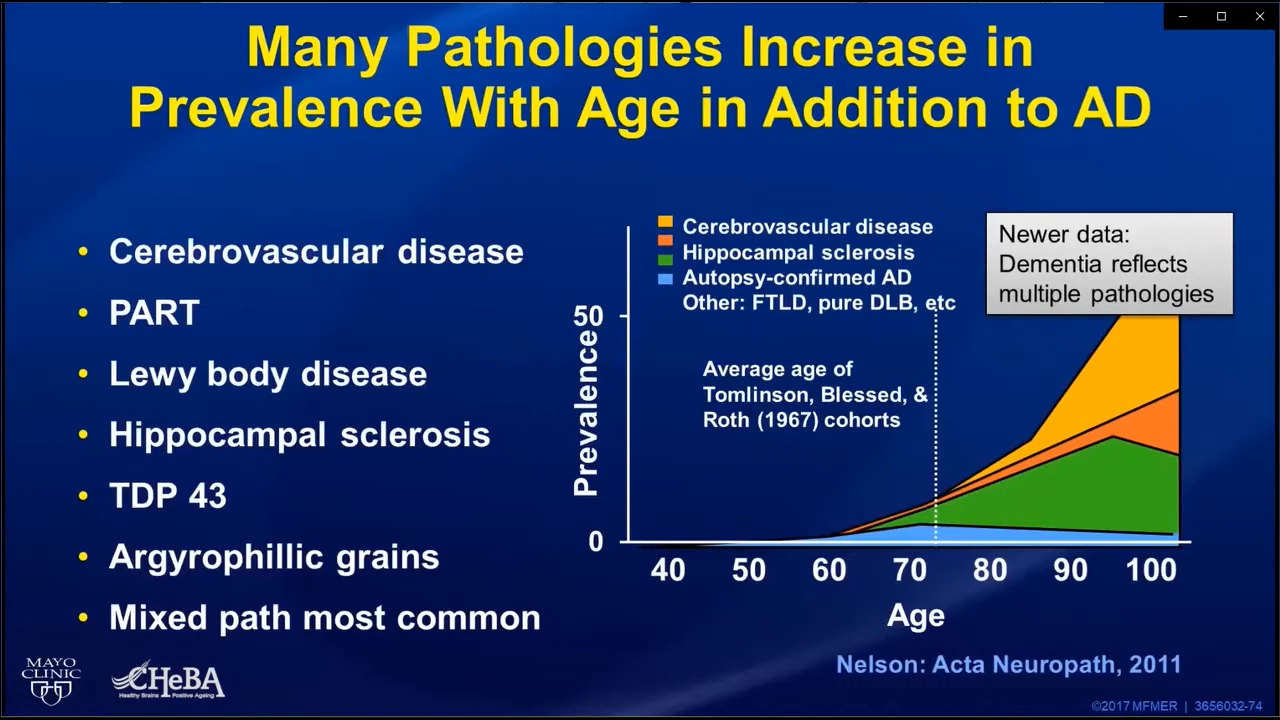 Many Pathologies Increase in
Prevalence With Age in Addition to AD
• Cerebrovascular disease
• PART
• Lewy body disease
• Hippocampal sclerosis
• TDP 43
• Argyrophillic grains
• Mixed path most common
Cerebrovascular disease
Hippocampal sclerosis
Autopsy-confirmed AD
Other: FTLD, pure DLB, etc
Newer data:
Dementia reflects
multiple pathologies
Average age of
Tomlinson, Blessed, &
Roth (1967) cohorts
Prevalence
50
0
40 50 60 70 80 90 100
Age
Nelson: Acta Neuropath, 2011
MAYO
CLINIC
CHeBA
Healthy Brains Positive Ageing
©2017 MFMER | 3656032-74